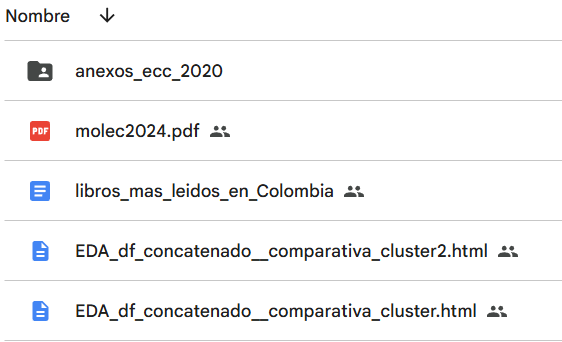 Nombre
anexos_ecc_2020
PDF
molec2024.pdf
libros_mas_leidos_en_Colombia
EDA_df_concatenado__comparativa_cluster2.html
EDA_df_concatenado__comparativa_cluster.html